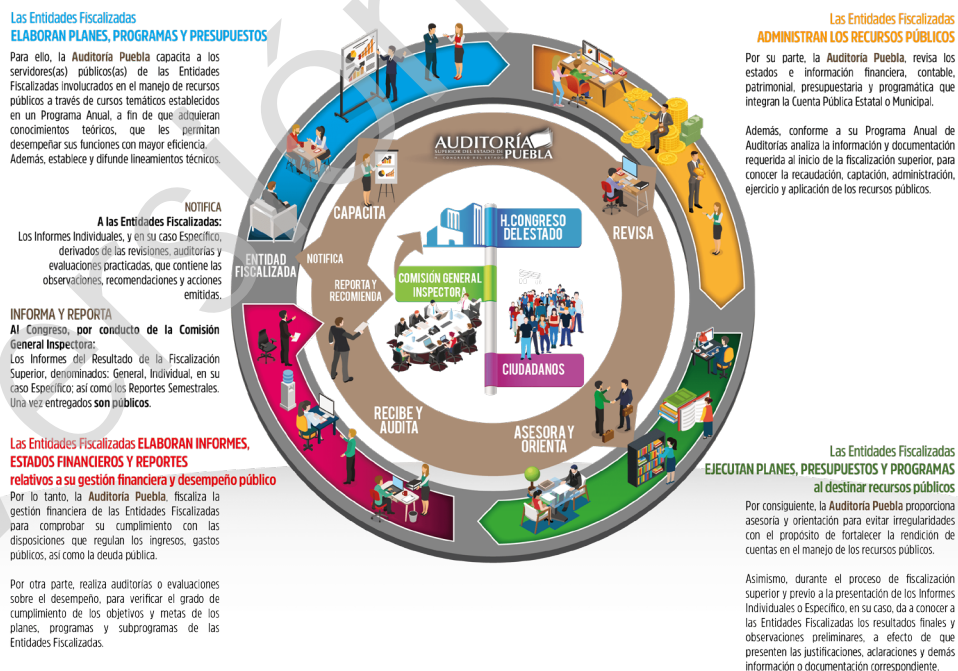 Las Entidades Fiscalizadas
ELABORAN PLANES, PROGRAMAS Y PRESUPUESTOS
Para ello, la Auditoría Puebla capacita a los
servidores(as) públicos(as) de las Entidades
Fiscalizadas involucrados en el manejo de recursos
públicos a través de cursos temáticos establecidos
en un Programa Anual, a fin de que adquieran
conocimientos teóricos, que les permitan
desempeñar sus funciones con mayor eficiencia.
Además, establece y difunde lineamientos técnicos.
NOTIFICA
A las Entidades Fiscalizadas:
Los Informes Individuales, y en su caso Específico,
derivados de las revisiones, auditorías y
evaluaciones practicadas, que contiene las
observaciones, recomendaciones y acciones
emitidas.
INFORMA Y REPORTA
Al Congreso, por conducto de la Comisión
General Inspectora:
Los Informes del Resultado de la Fiscalización
Superior, denominados: General, Individual, en su
caso Específico; así como los Reportes Semestrales.
Una vez entregados son públicos.
Las Entidades Fiscalizadas ELABORAN INFORMES,
ESTADOS FINANCIEROS Y REPORTES
relativos a su gestión financiera y desempeño público
Por lo tanto, la Auditoría Puebla, fiscaliza la
gestión financiera de las Entidades Fiscalizadas
para comprobar su cumplimiento con las
disposiciones que regulan los ingresos, gastos
públicos, así como la deuda pública.
Por otra parte, realiza auditorías o evaluaciones
sobre el desempeño, para verificar el grado de
cumplimiento de los objetivos y metas de los
planes, programas y subprogramas de las
Entidades Fiscalizadas.
AUDITORÍA
SUPERIOR DEL ESTADO DE PUEBLA
H. CONGRESO DEL ESTADO
CAPACITA
REVISA
H. CONGRESO
DEL ESTADO
ENTIDAD
FISCALIZADA
NOTIFICA
REPORTA Y
RECOMIENDA
COMISIÓN GENERAL
INSPECTORA
CIUDADANOS
RECIBE Y
AUDITA
ASESORA Y
ORIENTA
Las Entidades Fiscalizadas
ADMINISTRAN LOS RECURSOS PÚBLICOS
Por su parte, la Auditoría Puebla, revisa los
estados e información financiera, contable,
patrimonial, presupuestaria y programática que
integran la Cuenta Pública Estatal o Municipal.
Además, conforme a su Programa Anual de
Auditorías analiza la información y documentación
requerida al inicio de la fiscalización superior, para
conocer la recaudación, captación, administración,
ejercicio y aplicación de los recursos públicos.
Las Entidades Fiscalizadas
EJECUTAN PLANES, PRESUPUESTOS Y PROGRAMAS
al destinar recursos públicos
Por consiguiente, la Auditoría Puebla proporciona
asesoría y orientación para evitar irregularidades
con el propósito de fortalecer la rendición de
cuentas en el manejo de los recursos públicos.
Asimismo, durante el proceso de fiscalización
superior y previo a la presentación de los Informes
Individuales o Específico, en su caso, da a conocer a
las Entidades Fiscalizadas los resultados finales y
observaciones preliminares, a efecto de que
presenten las justificaciones, aclaraciones y demás
información o documentación correspondiente.